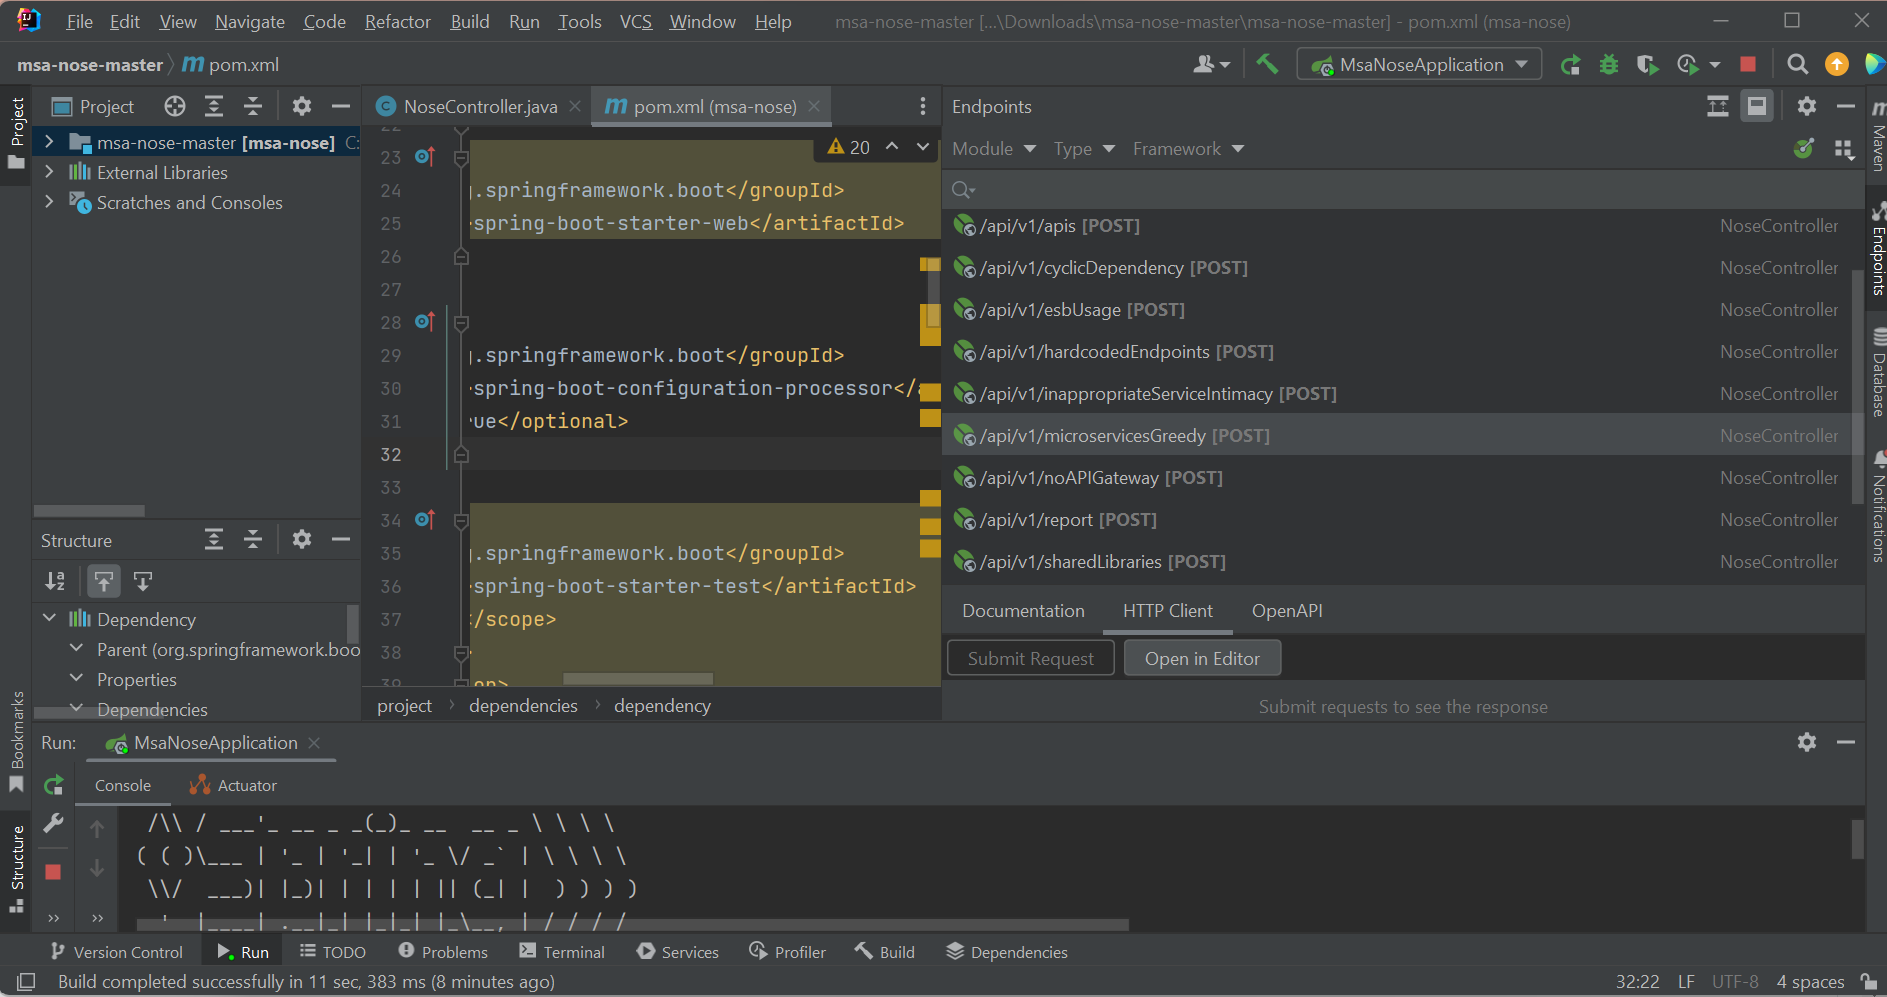 File Edit View Navigate Code Refactor Build Run Tools VCS Window Help msa-nose-master [...\Downloads\msa-nose-master\msa-nose-master] - pom.xml (msa-nose)
msa-nose-master pom.xml MsaNoseApplication
Project
Project
msa-nose-master [msa-nose] C:
External Libraries
Scratches and Consoles
NoseController.java
pom.xml (msa-nose)
20
22
23
24 g.springframework.boot</groupId>
25 spring-boot-starter-web</artifactId>
26
27
28
29 g.springframework.boot</groupId>
30 spring-boot-configuration-processor</
31 ue</optional>
32
33
34
35 g.springframework.boot</groupId>
36 spring-boot-starter-test</artifactId>
37 /scope>
38
39 on>
project › dependencies › dependency
Endpoints
Module Type Framework
/api/v1/apis [POST] NoseController
/api/v1/cyclicDependency [POST] NoseController
/api/v1/esbUsage [POST] NoseController
/api/v1/hardcodedEndpoints [POST] NoseController
/api/v1/inappropriateServiceIntimacy [POST] NoseController
/api/v1/microservicesGreedy [POST] NoseController
/api/v1/noAPIGateway [POST] NoseController
/api/v1/report [POST] NoseController
/api/v1/sharedLibraries [POST] NoseController
Documentation HTTP Client OpenAPI
Submit Request Open in Editor
Submit requests to see the response
Maven
Endpoints
Database
Notifications
Structure
Dependency
Parent (org.springframework.boo
Properties
Dependencies
Bookmarks
Structure
Run: MsaNoseApplication
Console Actuator
/\\ / ___'_ __ _ _(_)_ __  __ _ \ \ \ \
( ( )\___ | '_ | '_| | '_ \/ _` | \ \ \ \
\\/  ___)| |_)| | | | | || (_| |  ) ) ) )
'  |____| .__|_| |_|_| |_\__, | / / / /
Version Control Run TODO Problems Terminal Services Profiler Build Dependencies
Build completed successfully in 11 sec, 383 ms (8 minutes ago) 32:22 LF UTF-8 4 spaces